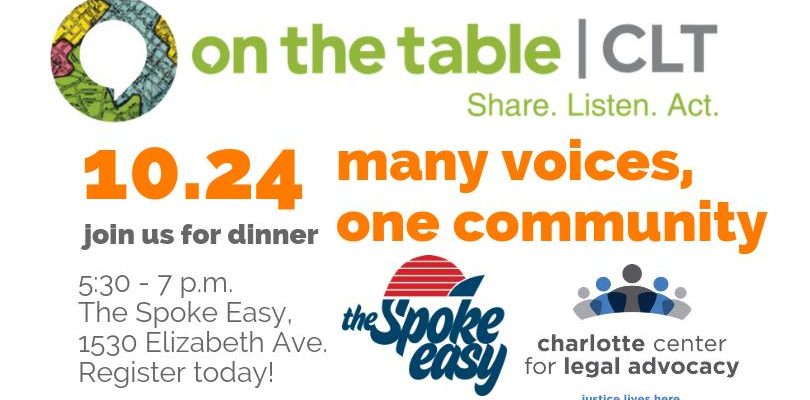 on the table | CLT
Share. Listen. Act.
10.24
join us for dinner
many voices,
one community
5:30 - 7 p.m.
The Spoke Easy,
1530 Elizabeth Ave.
Register today!
the Spoke
easy
charlotte center
for legal advocacy
justice lives here